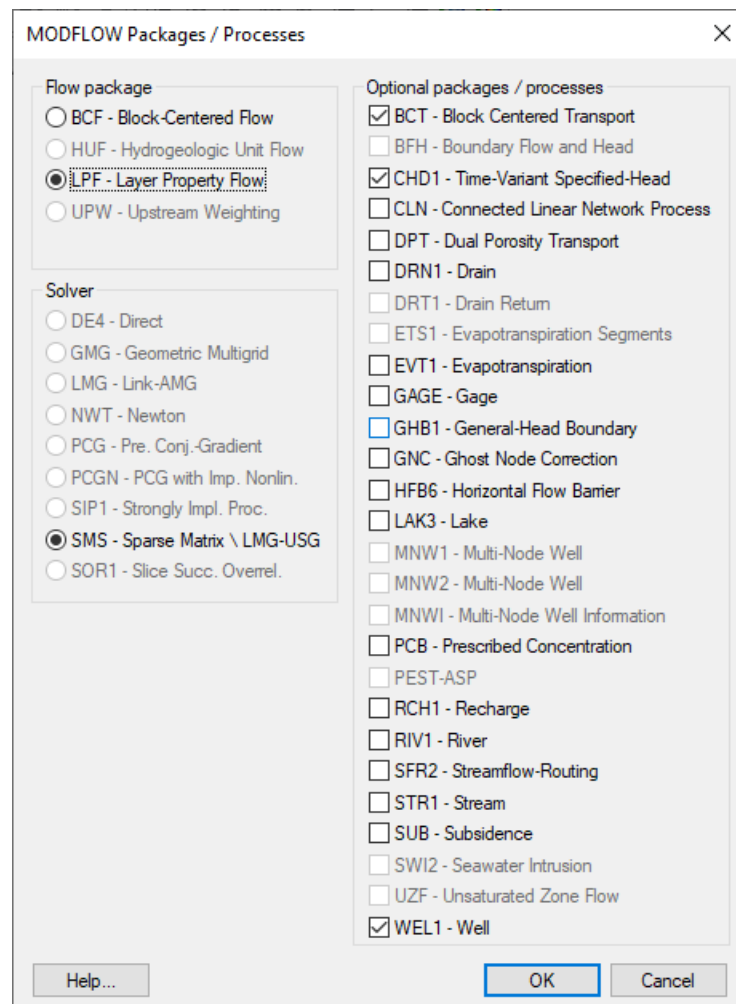 MODFLOW Packages / Processes
Flow package
BCF - Block-Centered Flow
HUF - Hydrogeologic Unit Flow
LPF - Layer Property Flow
UPW - Upstream Weighting
Solver
DE4 - Direct
GMG - Geometric Multigrid
LMG - Link-AMG
NWT - Newton
PCG - Pre. Conj.-Gradient
PCGN - PCG with Imp. Nonlin.
SIP1 - Strongly Impl. Proc.
SMS - Sparse Matrix \ LMG-USG
SOR1 - Slice Succ. Overrel.
Optional packages / processes
BCT - Block Centered Transport
BFH - Boundary Flow and Head
CHD1 - Time-Variant Specified-Head
CLN - Connected Linear Network Process
DPT - Dual Porosity Transport
DRN1 - Drain
DRT1 - Drain Return
ETS1 - Evapotranspiration Segments
EVT1 - Evapotranspiration
GAGE - Gage
GHB1 - General-Head Boundary
GNC - Ghost Node Correction
HFB6 - Horizontal Flow Barrier
LAK3 - Lake
MNW1 - Multi-Node Well
MNW2 - Multi-Node Well
MNWI - Multi-Node Well Information
PCB - Prescribed Concentration
PEST-ASP
RCH1 - Recharge
RIV1 - River
SFR2 - Streamflow-Routing
STR1 - Stream
SUB - Subsidence
SWI2 - Seawater Intrusion
UZF - Unsaturated Zone Flow
WEL1 - Well
Help...
OK
Cancel